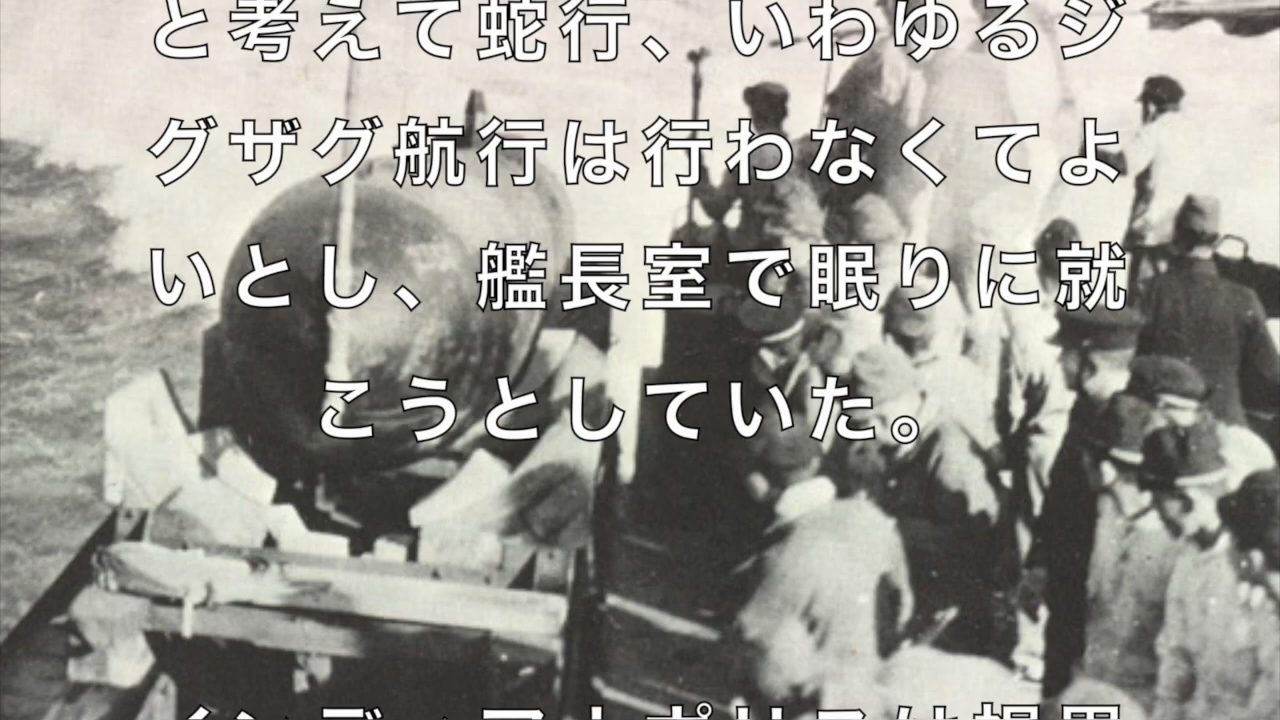 と考えて蛇行、いわゆるジ
グザグ航行は行わなくてよ
いとし、艦長室で眠りに就
こうとしていた。